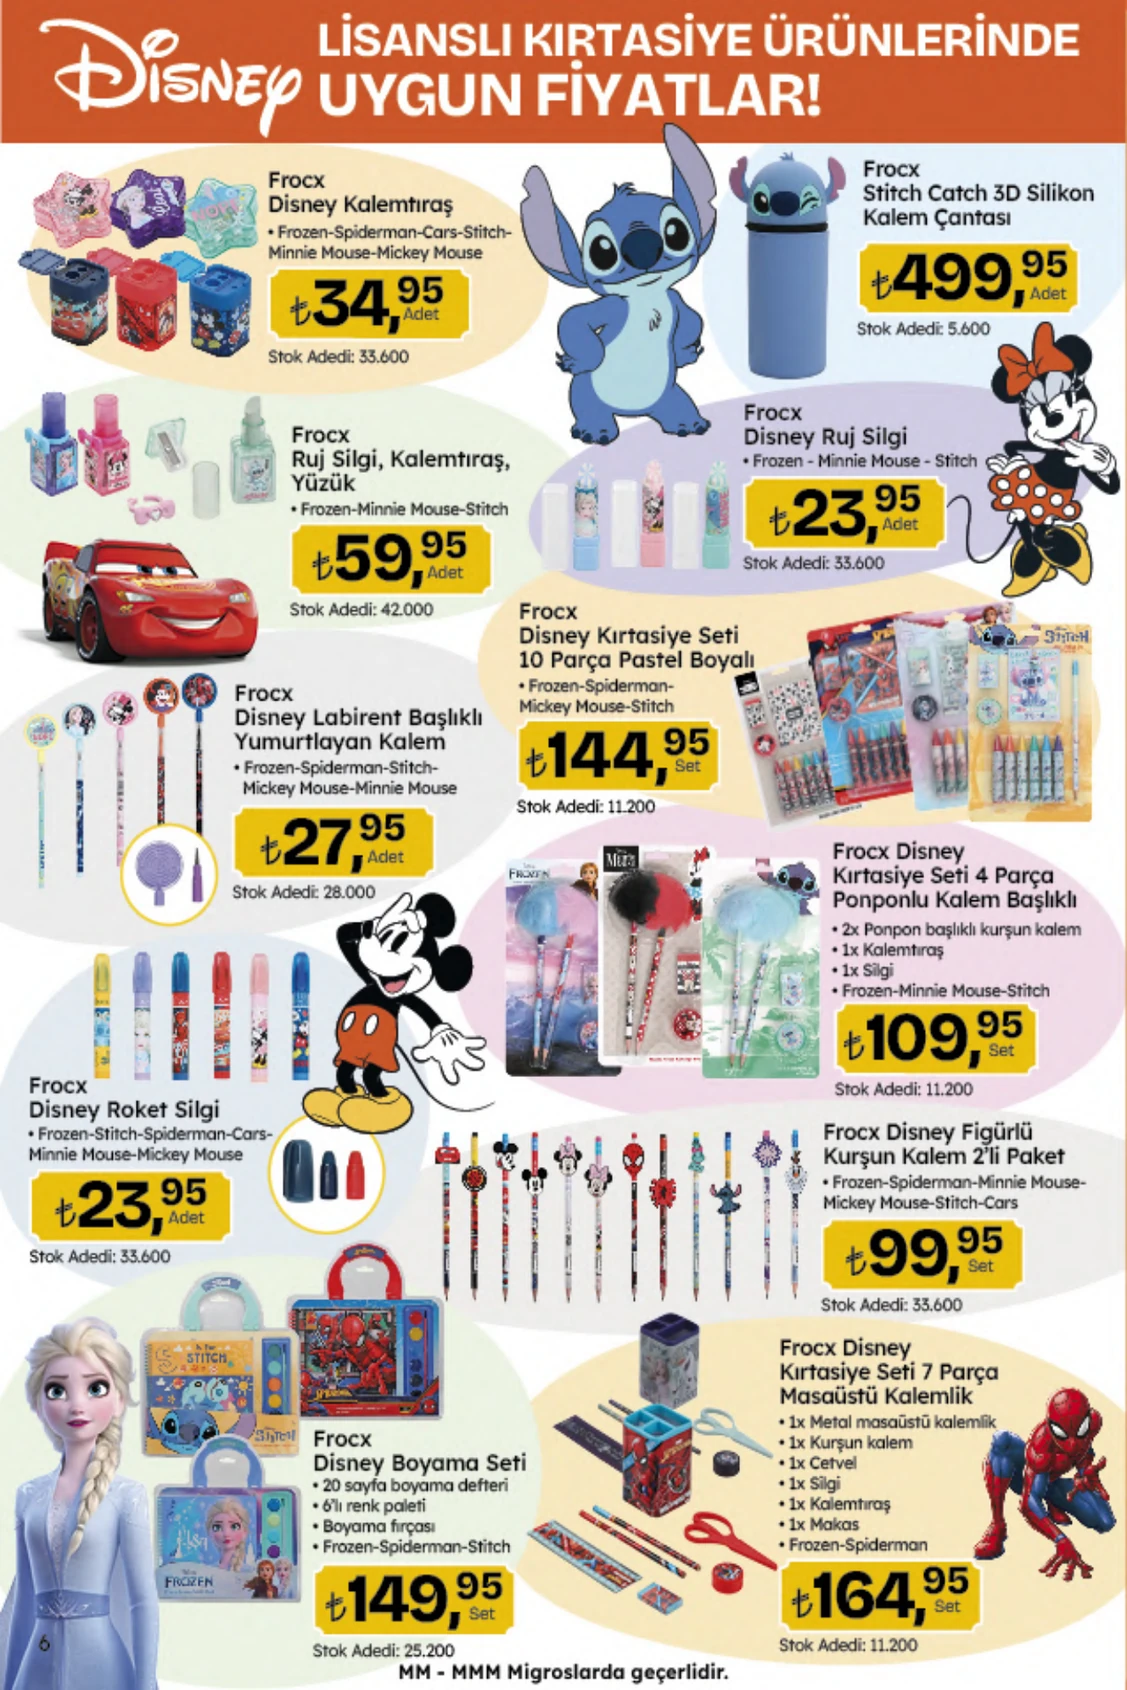 DISNEY
LİSANSLI KIRTASİYE ÜRÜNLERİNDE
UYGUN FİYATLAR!
Frocx
Disney Kalemtıraş
• Frozen-Spiderman-Cars-Stitch-
Minnie Mouse-Mickey Mouse
₺34,95
Adet
Stok Adedi: 33.600
Frocx
Stitch Catch 3D Silikon
Kalem Çantası
₺499,95
Adet
Stok Adedi: 5.600
Frocx
Ruj Silgi, Kalemtıraş,
Yüzük
• Frozen-Minnie Mouse-Stitch
₺59,95
Adet
Stok Adedi: 42.000
Frocx
Disney Ruj Silgi
• Frozen - Minnie Mouse - Stitch
₺23,95
Adet
Stok Adedi: 33.600
Frocx
Disney Kırtasiye Seti
10 Parça Pastel Boyalı
• Frozen-Spiderman-
Mickey Mouse-Stitch
₺144,95
Set
Stok Adedi: 11.200
STITCH
Frocx
Disney Labirent Başlıklı
Yumurtlayan Kalem
• Frozen-Spiderman-Stitch-
Mickey Mouse-Minnie Mouse
₺27,95
Adet
Stok Adedi: 28.000
FROZEN
Frocx Disney
Kırtasiye Seti 4 Parça
Ponponlu Kalem Başlıklı
• 2x Ponpon başlıklı kurşun kalem
• 1x Kalemtıraş
• 1x Silgi
• Frozen-Minnie Mouse-Stitch
₺109,95
Set
Stok Adedi: 11.200
Frocx
Disney Roket Silgi
• Frozen-Stitch-Spiderman-Cars-
Minnie Mouse-Mickey Mouse
₺23,95
Adet
Stok Adedi: 33.600
Frocx Disney Figürlü
Kurşun Kalem 2'li Paket
• Frozen-Spiderman-Minnie Mouse-
Mickey Mouse-Stitch-Cars
₺99,95
Set
Stok Adedi: 33.600
STITCH
STITCH
FROZEN
Frocx
Disney Boyama Seti
• 20 sayfa boyama defteri
• 6'lı renk paleti
• Boyama fırçası
• Frozen-Spiderman-Stitch
₺149,95
Set
Stok Adedi: 25.200
Frocx Disney
Kırtasiye Seti 7 Parça
Masaüstü Kalemlik
• 1x Metal masaüstü kalemlik
• 1x Kurşun kalem
• 1x Cetvel
• 1x Silgi
• 1x Kalemtıraş
• 1x Makas
• Frozen-Spiderman
₺164,95
Set
Stok Adedi: 11.200
6
MM - MMM Migroslarda geçerlidir.